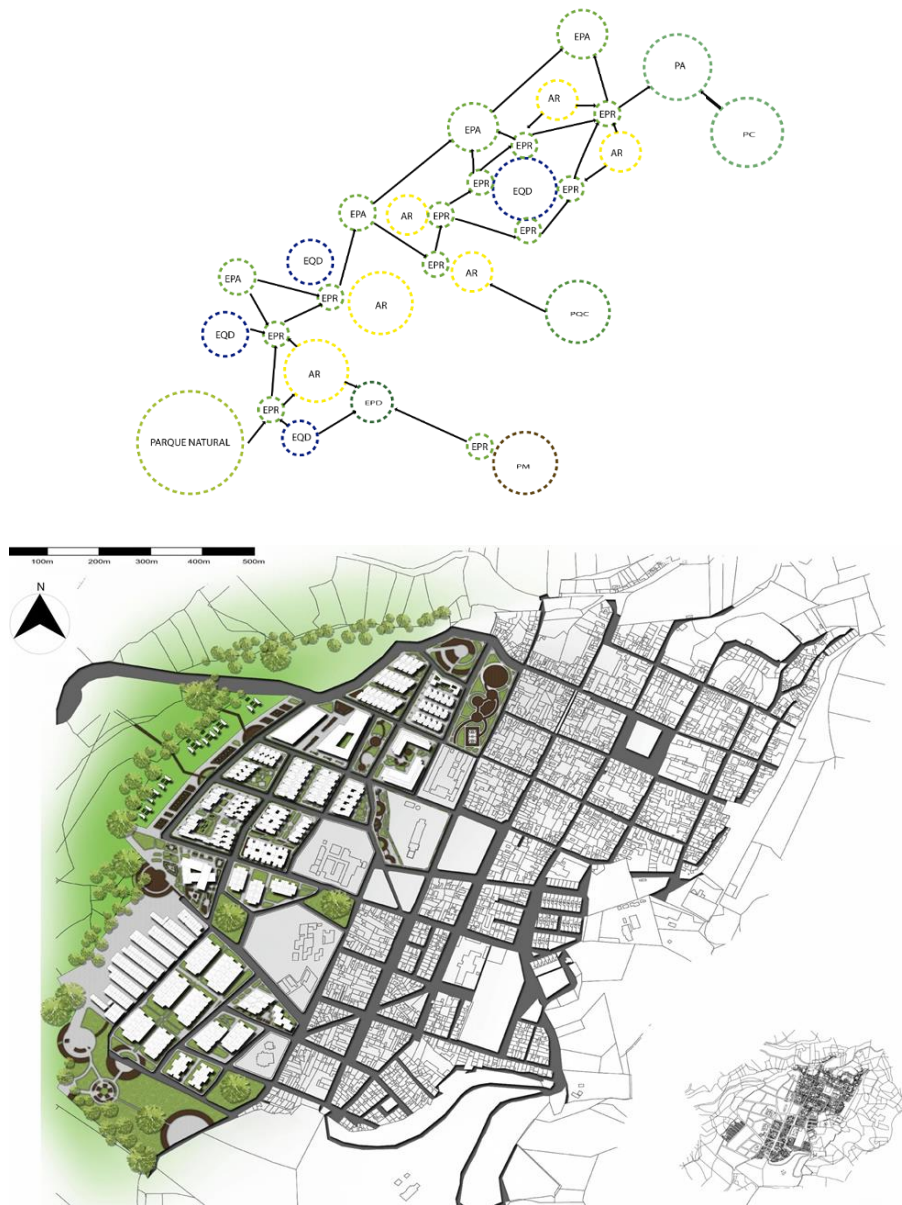 EPA
PA
AR
EPR
PC
EPA
EPR
AR
EPR
EQD
EPR
EPA
AR
EPR
EPR
EQD
EPR
AR
EPA
EPR
AR
PQC
EQD
EPR
AR
EPD
EPR
PARQUE NATURAL
EQD
EPR
PM
100m
200m
300m
400m
500m
N